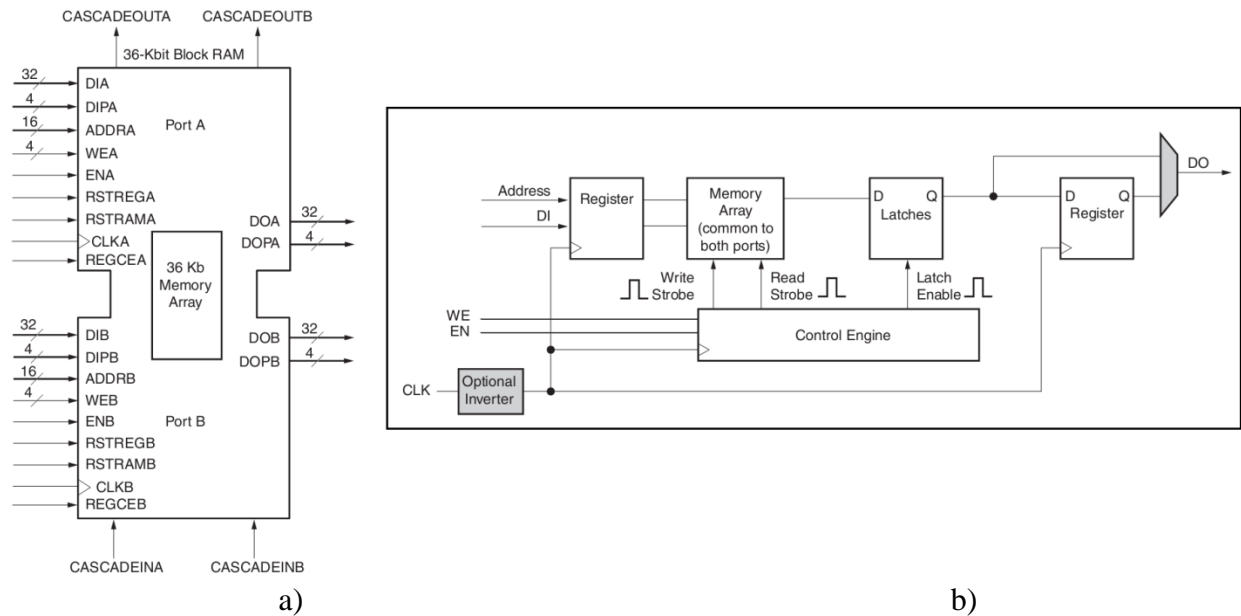 CASCADEOUTA CASCADEOUTB
36-Kbit Block RAM
32 DIA
4 DIPA
Port A
16 ADDRA
4 WEA
ENA
RSTREGA
RSTRAMA
DOA 32
CLKA
DOPA 4
REGCEA
36 Kb
Memory
Array
32 DIB
DOB 32
4 DIPB
DOPB 4
16 ADDRB
4 WEB
ENB
Port B
RSTREGB
RSTRAMB
CLKB
REGCEB
CASCADEINA CASCADEINB
a)
Address
DI
Register
Memory
Array
(common to
both ports)
D Q
Latches
D Q
Register
DO
Write
Strobe
Read
Strobe
Latch
Enable
WE
EN
Control Engine
CLK
Optional
Inverter
b)